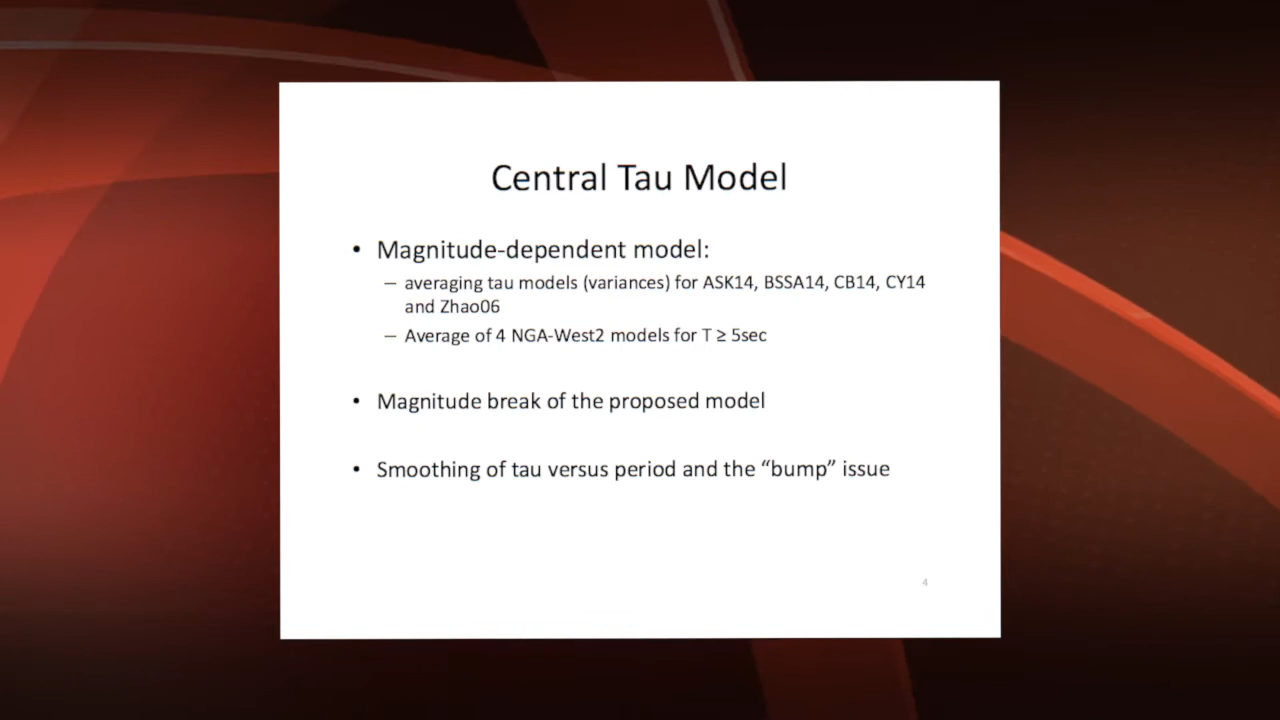 Central Tau Model
• Magnitude-dependent model:
– averaging tau models (variances) for ASK14, BSSA14, CB14, CY14
and Zhao06
– Average of 4 NGA-West2 models for T ≥ 5sec
• Magnitude break of the proposed model
• Smoothing of tau versus period and the “bump” issue
4